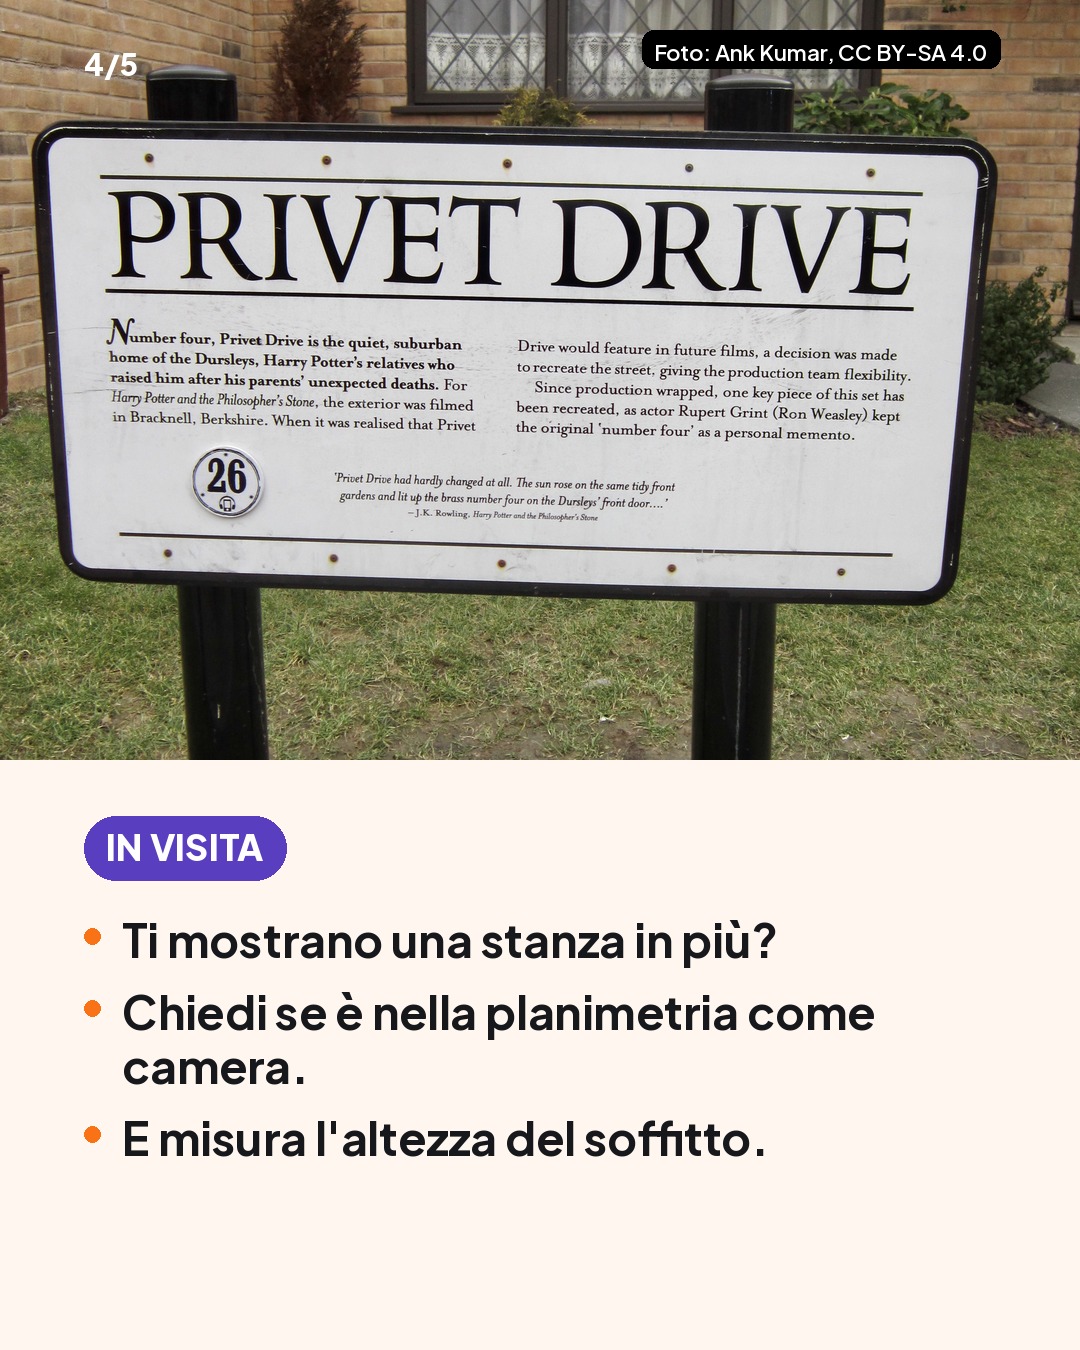 4/5
Foto: Ank Kumar, CC BY-SA 4.0
PRIVET DRIVE
Number four, Privet Drive is the quiet, suburban
home of the Dursleys, Harry Potter's relatives who
raised him after his parents' unexpected deaths. For
Harry Potter and the Philosopher's Stone, the exterior was filmed
in Bracknell, Berkshire. When it was realised that Privet
Drive would feature in future films, a decision was made
to recreate the street, giving the production team flexibility.
Since production wrapped, one key piece of this set has
been recreated, as actor Rupert Grint (Ron Weasley) kept
the original 'number four' as a personal memento.
26
'Privet Drive had hardly changed at all. The sun rose on the same tidy front
gardens and lit up the brass number four on the Dursleys' front door....'
—J.K. Rowling, Harry Potter and the Philosopher's Stone
IN VISITA
Ti mostrano una stanza in più?
Chiedi se è nella planimetria come
camera.
E misura l'altezza del soffitto.